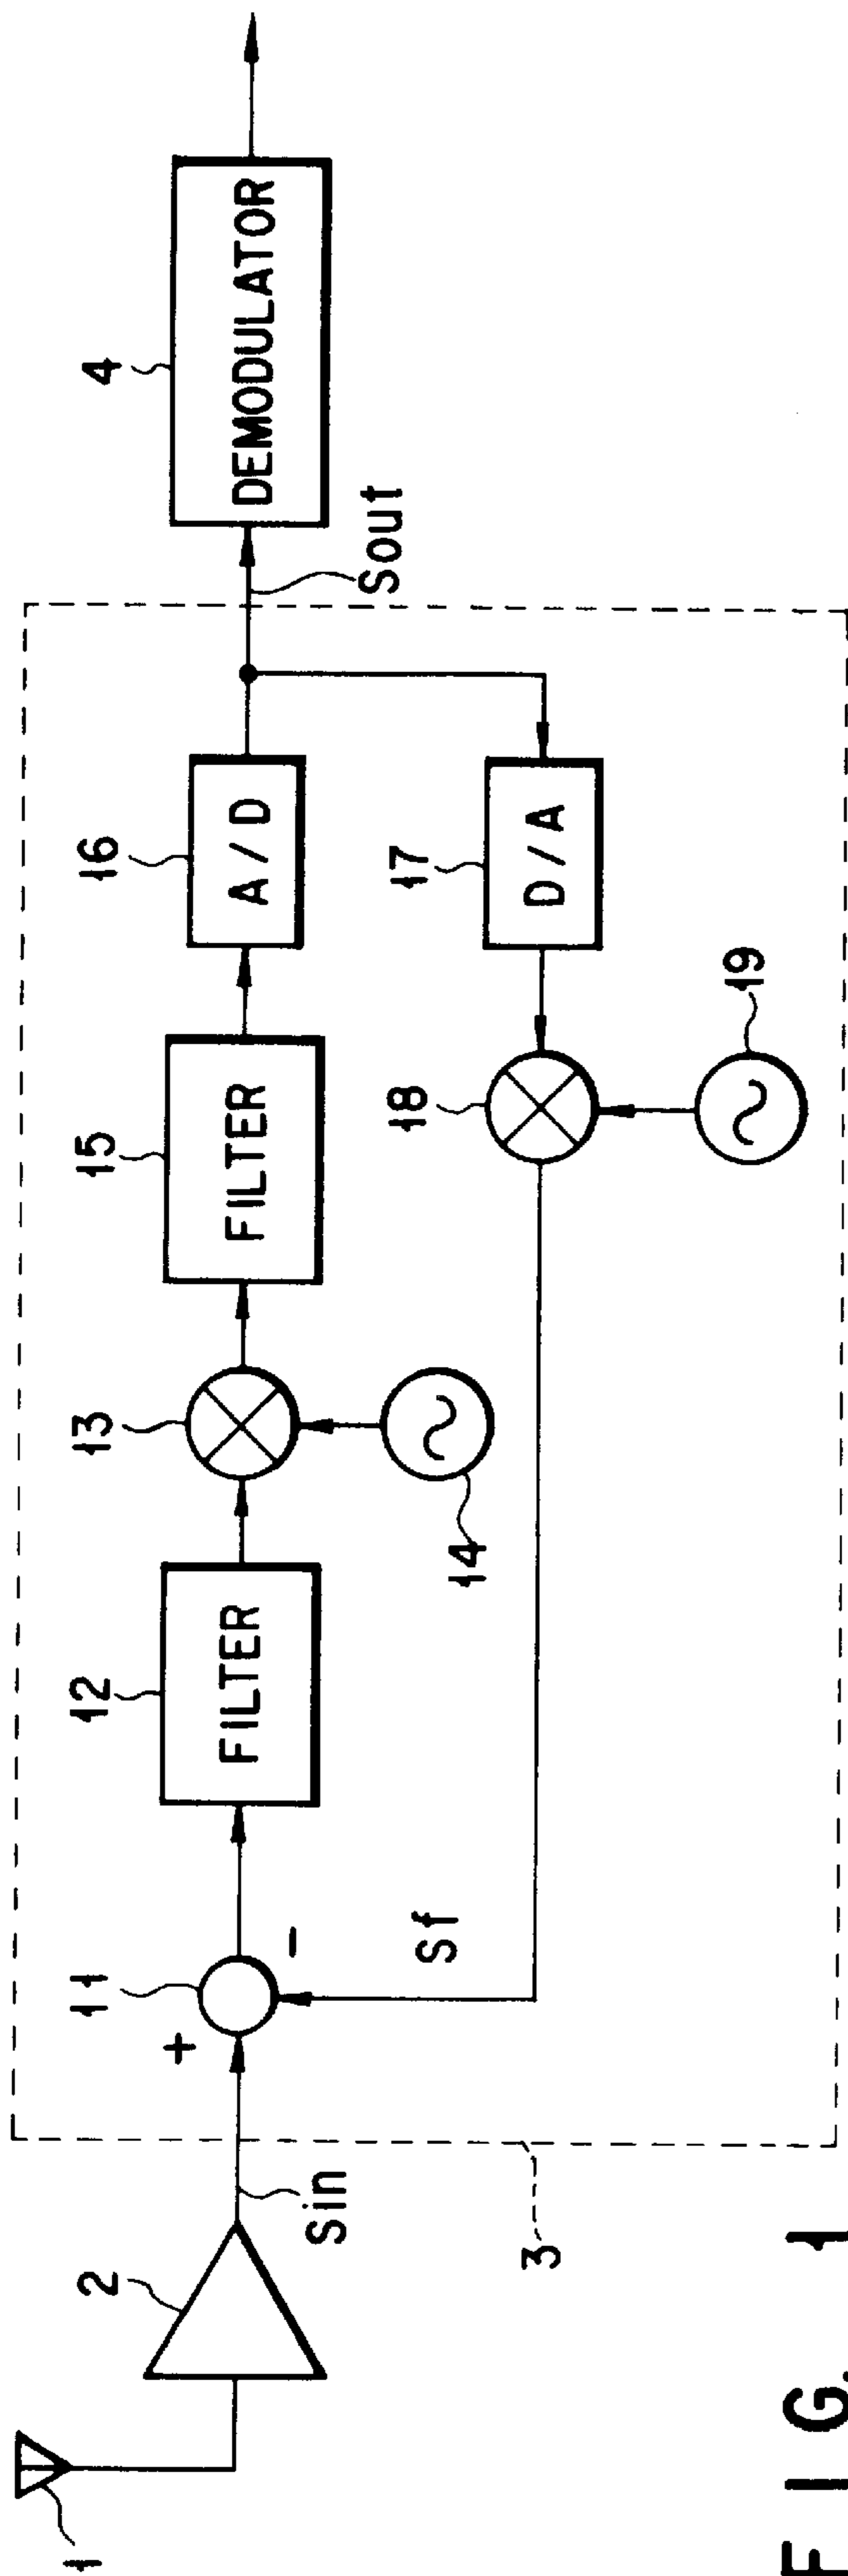 1
2
Sin
3
11
+
-
Sf
12
FILTER
13
14
15
FILTER
16
A/D
17
D/A
18
19
Sout
4
DEMODULATOR
FIG. 1